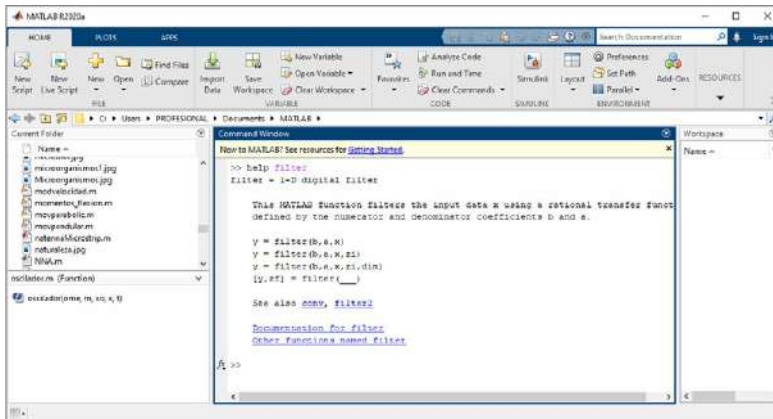 MATLAB R2020a
HOME PLOTS APPS
Search Documentation
Sign In
New Script
New Live Script
New
Open
Find Files
Compare
FILE
Import Data
Save Workspace
New Variable
Open Variable
Clear Workspace
VARIABLE
Favorites
Analyze Code
Run and Time
Clear Commands
CODE
Simulink
SIMULINK
Layout
Preferences
Set Path
Parallel
Add-Ons
ENVIRONMENT
RESOURCES
C: Users PROFESIONAL Documents MATLAB
Current Folder
Name
microorganismos1.jpg
Microorganismos.jpg
modvelocidad.m
momentos_flexion.m
movparabolic.m
movpendular.m
naturaleza.jpg
NNA.m
oscilador.m (Function)
Command Window
New to MATLAB? See resources for Getting Started.
>> help filter
filter - 1-D digital filter
This MATLAB function filters the input data x using a rational transfer funct
defined by the numerator and denominator coefficients b and a.
y = filter(b,a,x)
y = filter(b,a,x,zi)
y = filter(b,a,x,zi,dim)
[y,zf] = filter(___)
See also conv, filter2
Documentation for filter
Other functions named filter
fx >>
Workspace
Name